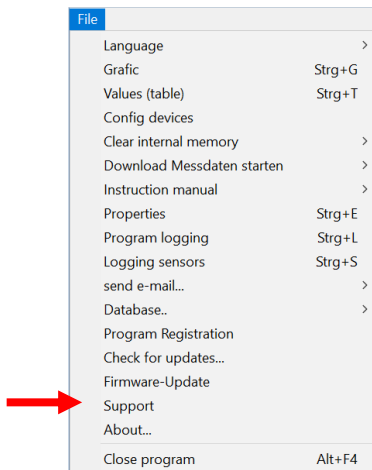 File
Language
Grafic Strg+G
Values (table) Strg+T
Config devices
Clear internal memory
Download Messdaten starten
Instruction manual
Properties Strg+E
Program logging Strg+L
Logging sensors Strg+S
send e-mail...
Database..
Program Registration
Check for updates...
Firmware-Update
Support
About...
Close program Alt+F4